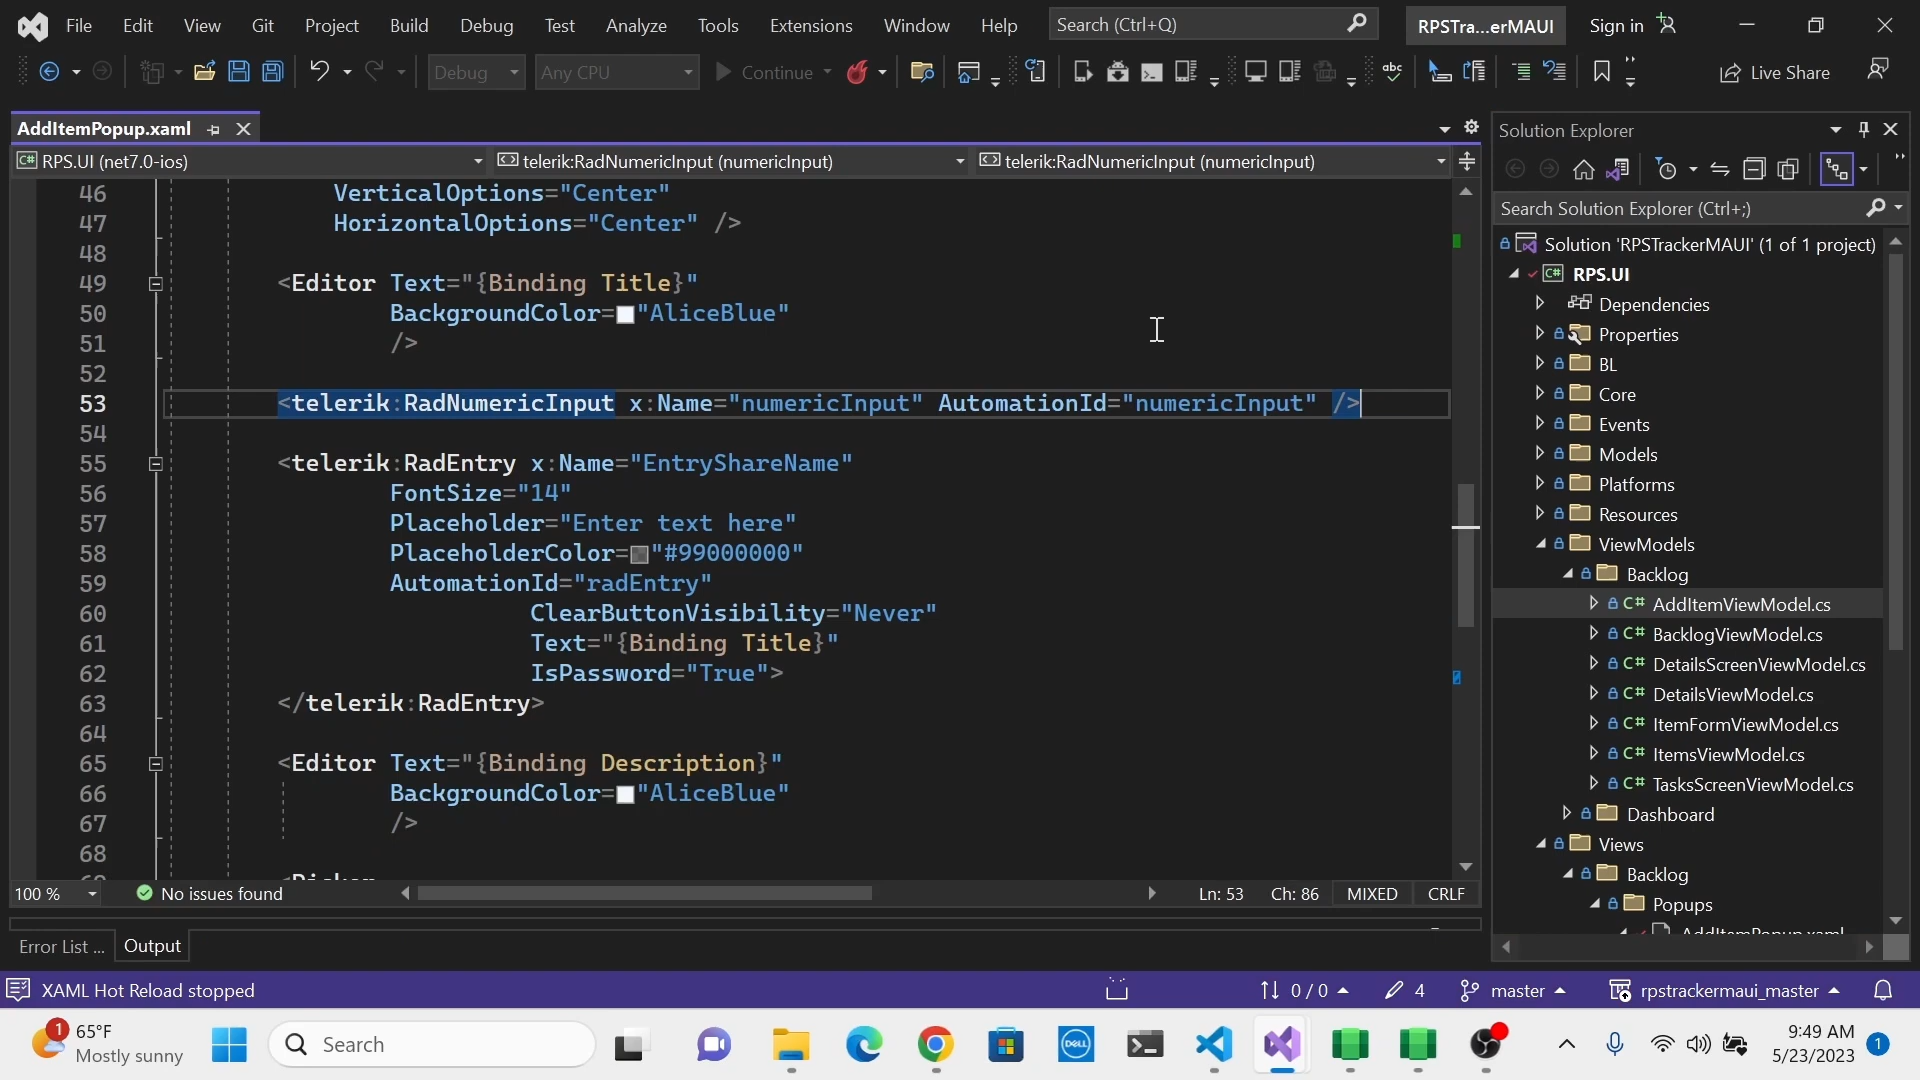 File Edit View Git Project Build Debug Test Analyze Tools Extensions Window Help Search (Ctrl+Q) RPSTra...erMAUI Sign in
Debug Any CPU Continue Live Share
AddItemPopup.xaml
RPS.UI (net7.0-ios) telerik:RadNumericInput (numericInput) telerik:RadNumericInput (numericInput)
46 VerticalOptions="Center"
47 HorizontalOptions="Center" />
48
49 <Editor Text="{Binding Title}"
50 BackgroundColor="AliceBlue"
51 />
52
53 <telerik:RadNumericInput x:Name="numericInput" AutomationId="numericInput" />
54
55 <telerik:RadEntry x:Name="EntryShareName"
56 FontSize="14"
57 Placeholder="Enter text here"
58 PlaceholderColor="#99000000"
59 AutomationId="radEntry"
60 ClearButtonVisibility="Never"
61 Text="{Binding Title}"
62 IsPassword="True">
63 </telerik:RadEntry>
64
65 <Editor Text="{Binding Description}"
66 BackgroundColor="AliceBlue"
67 />
68
100 % No issues found Ln: 53 Ch: 86 MIXED CRLF
Error List ... Output
Solution Explorer
Search Solution Explorer (Ctrl+;)
Solution 'RPSTrackerMAUI' (1 of 1 project)
RPS.UI
Dependencies
Properties
BL
Core
Events
Models
Platforms
Resources
ViewModels
Backlog
AddItemViewModel.cs
BacklogViewModel.cs
DetailsScreenViewModel.cs
DetailsViewModel.cs
ItemFormViewModel.cs
ItemsViewModel.cs
TasksScreenViewModel.cs
Dashboard
Views
Backlog
Popups
AddItemPopup.xaml
XAML Hot Reload stopped 0 / 0 4 master rpstrackermaui_master
1 65°F
Mostly sunny
Search
DELL
9:49 AM
5/23/2023
1